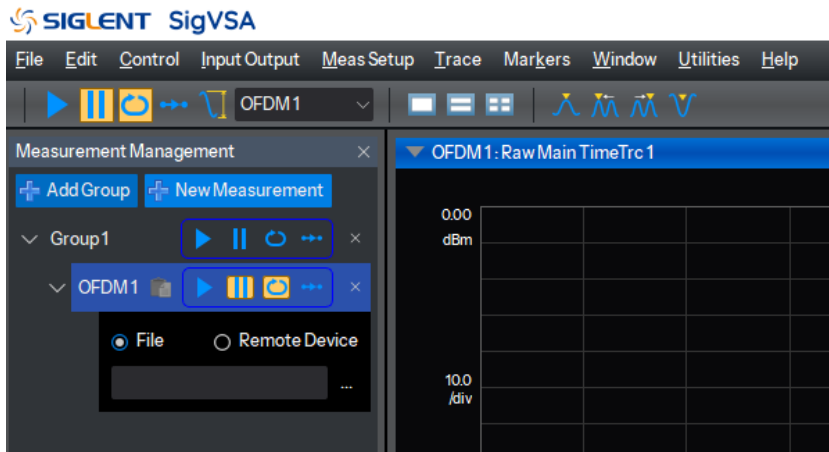 SIGLENT SigVSA
File Edit Control Input Output Meas Setup Trace Markers Window Utilities Help
OFDM1
Measurement Management
OFDM1: Raw Main TimeTrc1
Add Group New Measurement
Group1
OFDM1
File Remote Device
...
0.00
dBm
10.0
/div